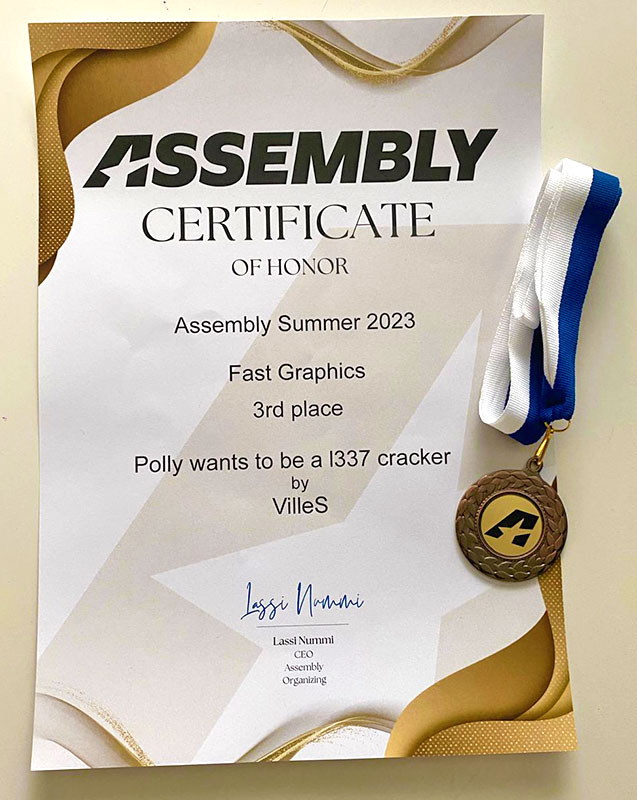 ASSEMBLY
CERTIFICATE
OF HONOR
Assembly Summer 2023
Fast Graphics
3rd place
Polly wants to be a l337 cracker
by
VilleS
Lassi Nummi
Lassi Nummi
CEO
Assembly
Organizing